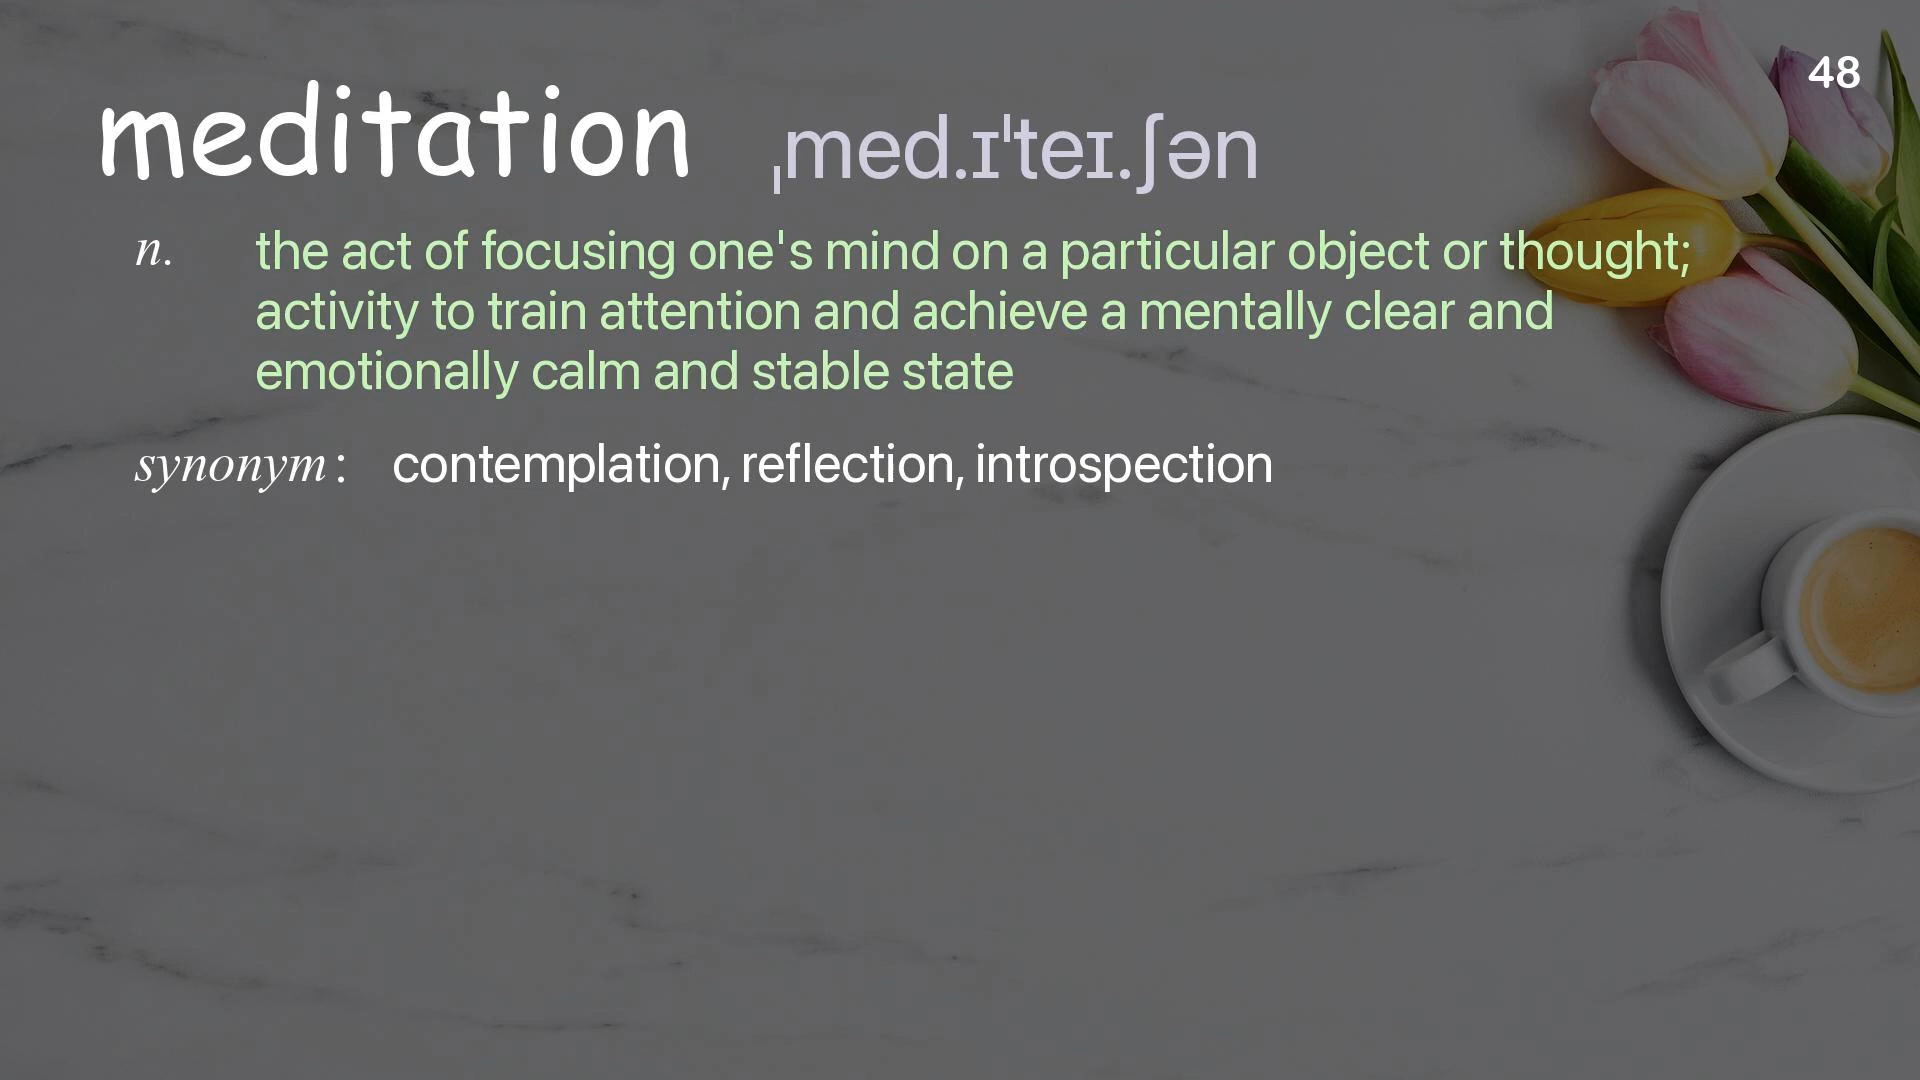 48
meditation ˌmed.ɪˈteɪ.ʃən
n. the act of focusing one's mind on a particular object or thought;
activity to train attention and achieve a mentally clear and
emotionally calm and stable state
synonym : contemplation, reflection, introspection